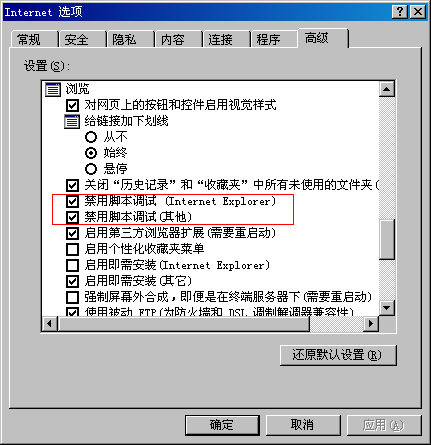 Internet 选项
常规 安全 隐私 内容 连接 程序 高级
设置(S):
浏览
对网页上的按钮和控件启用视觉样式
给链接加下划线
从不
始终
悬停
关闭“历史记录”和“收藏夹”中所有未使用的文件夹(
禁用脚本调试 (Internet Explorer)
禁用脚本调试(其他)
启用第三方浏览器扩展(需要重启动)
启用个性化收藏夹菜单
启用即需安装(Internet Explorer)
启用即需安装(其它)
强制屏幕外合成，即便是在终端服务器下(需要重启动)
使用被动 FTP(为防火墙和 DSL 调制解调器兼容性)
还原默认设置(R)
确定 取消 应用(A)